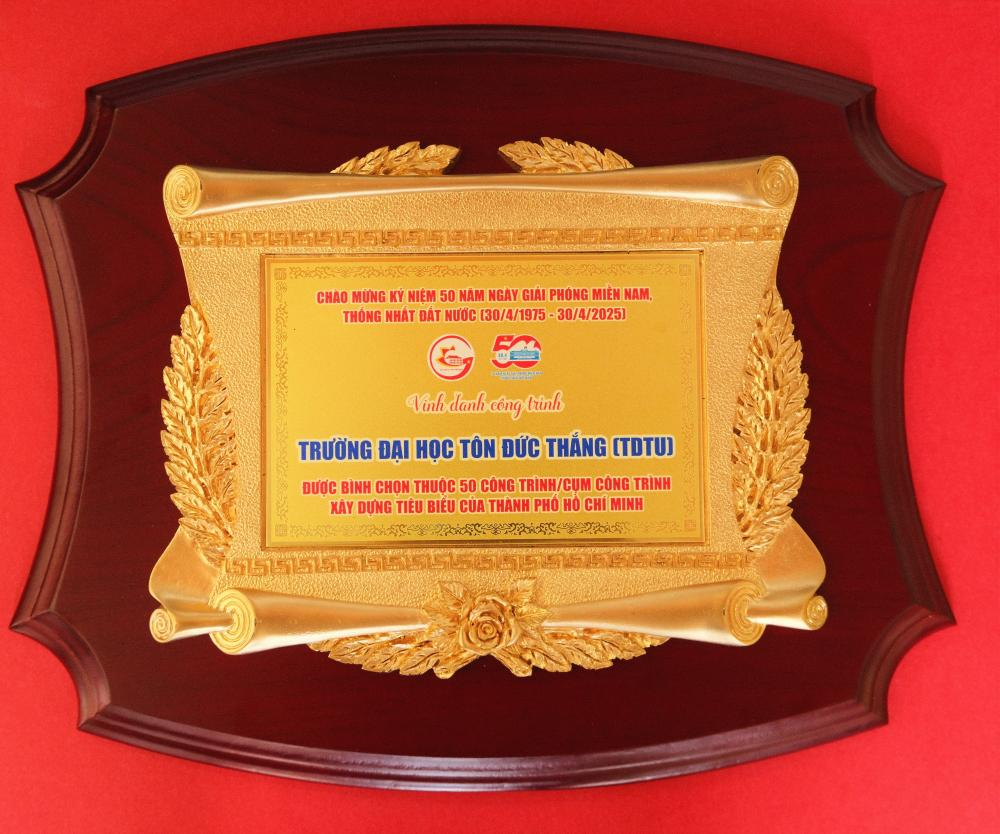 CHÀO MỪNG KỶ NIỆM 50 NĂM NGÀY GIẢI PHÓNG MIỀN NAM,
THỐNG NHẤT ĐẤT NƯỚC (30/4/1975 - 30/4/2025)
50
Vinh danh công trình
TRƯỜNG ĐẠI HỌC TÔN ĐỨC THẮNG (TDTU)
ĐƯỢC BÌNH CHỌN THUỘC 50 CÔNG TRÌNH/CỤM CÔNG TRÌNH
XÂY DỰNG TIÊU BIỂU CỦA THÀNH PHỐ HỒ CHÍ MINH